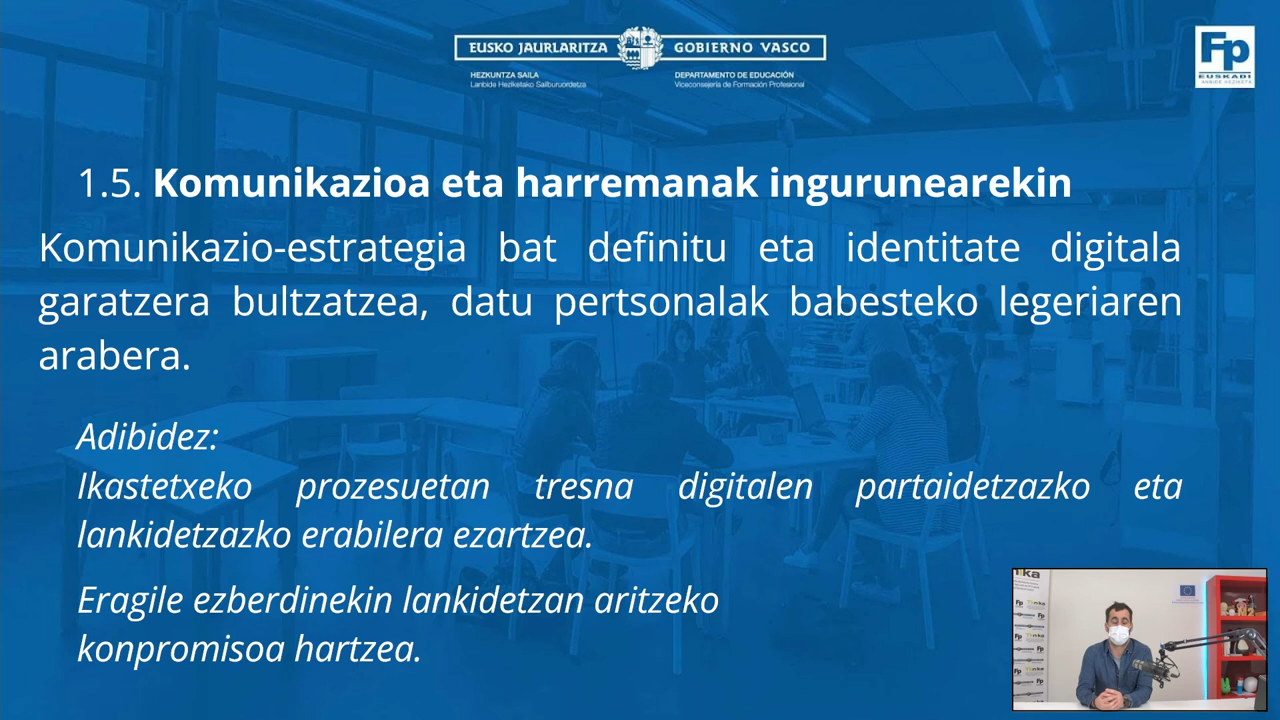 EUSKO JAURLARITZA
GOBIERNO VASCO
HEZKUNTZA SAILA
Lanbide Heziketako Sailburuordetza
DEPARTAMENTO DE EDUCACIÓN
Viceconsejería de Formación Profesional
Fp
EUSKADI
LANBIDE HEZIKETA
1.5. Komunikazioa eta harremanak ingurunearekin
Komunikazio-estrategia bat definitu eta identitate digitala
garatzera bultzatzea, datu pertsonalak babesteko legeriaren
arabera.
Adibidez:
Ikastetxeko prozesuetan tresna digitalen partaidetzazko eta
lankidetzazko erabilera ezartzea.
Eragile ezberdinekin lankidetzan aritzeko
konpromisoa hartzea.